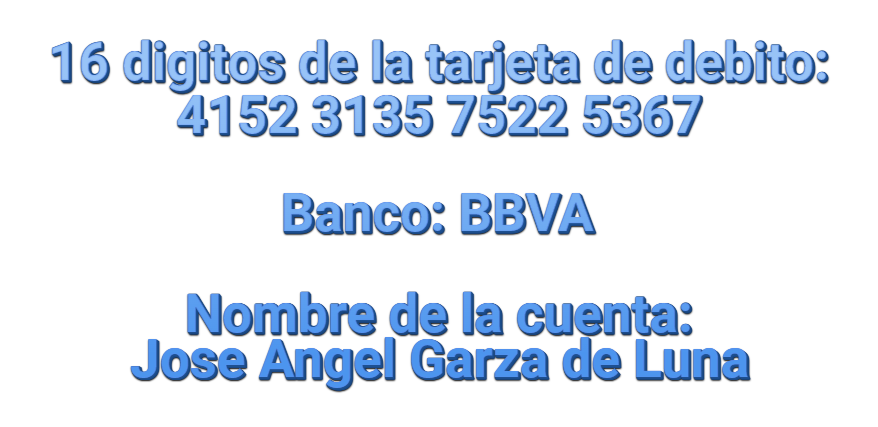 16 digitos de la tarjeta de debito:
4152 3135 7522 5367
Banco: BBVA
Nombre de la cuenta:
Jose Angel Garza de Luna